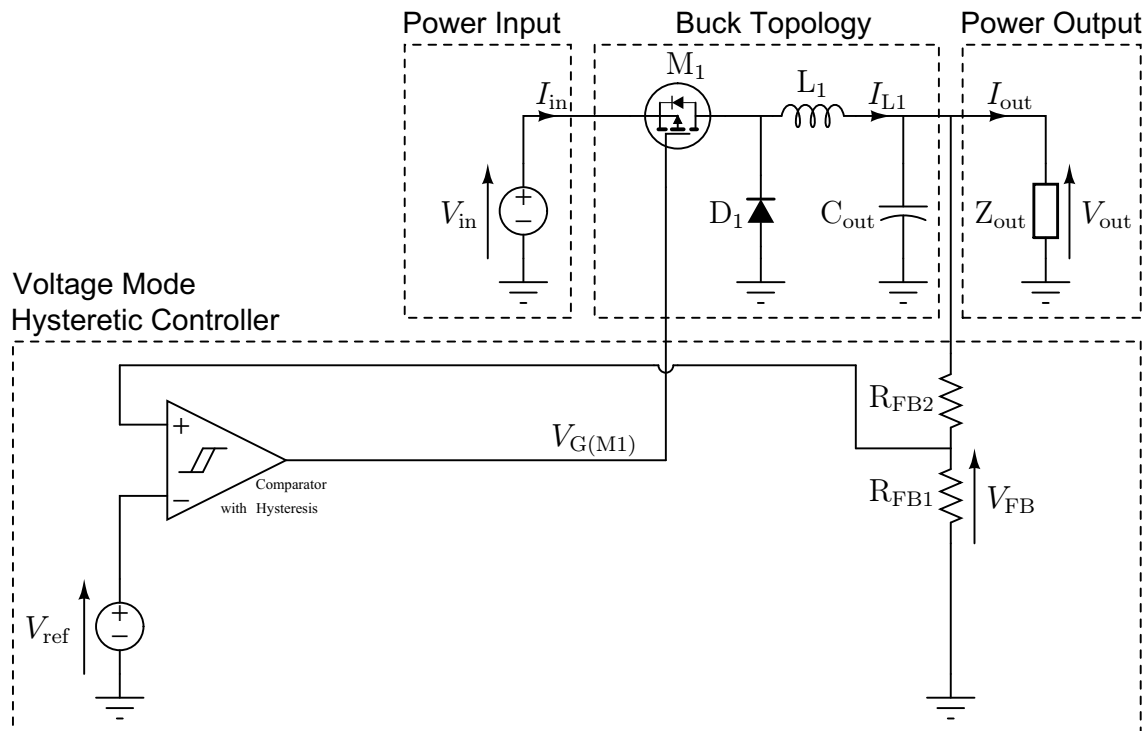 Power Input
Buck Topology
Power Output
M1
Iin
L1
IL1
Iout
+
−
Vin
D1
Cout
Zout
Vout
Voltage Mode
Hysteretic Controller
RFB2
+
VG(M1)
−
Comparator
with Hysteresis
RFB1
VFB
+
−
Vref